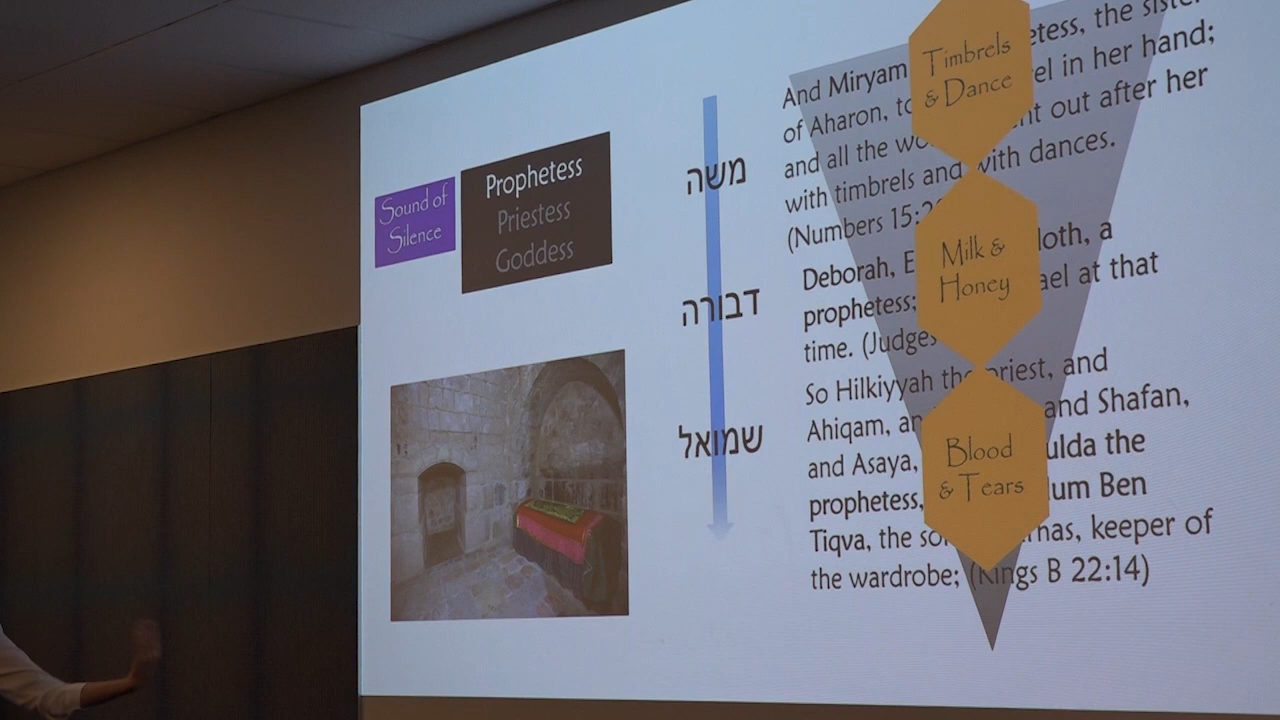 Sound of
Silence
Prophetess
Priestess
Goddess
משה
דבורה
שמואל
And Miryam etess, the sister
of Aharon, to el in her hand;
and all the wo nt out after her
with timbrels and with dances.
(Numbers 15:2
Deborah, E loth, a
prophetess; ael at that
time. (Judges
So Hilkiyyah the priest, and
Ahiqam, an and Shafan,
and Asaya, ulda the
prophetess, lum Ben
Tiqva, the so rhas, keeper of
the wardrobe; (Kings B 22:14)
Timbrels
& Dance
Milk &
Honey
Blood
& Tears